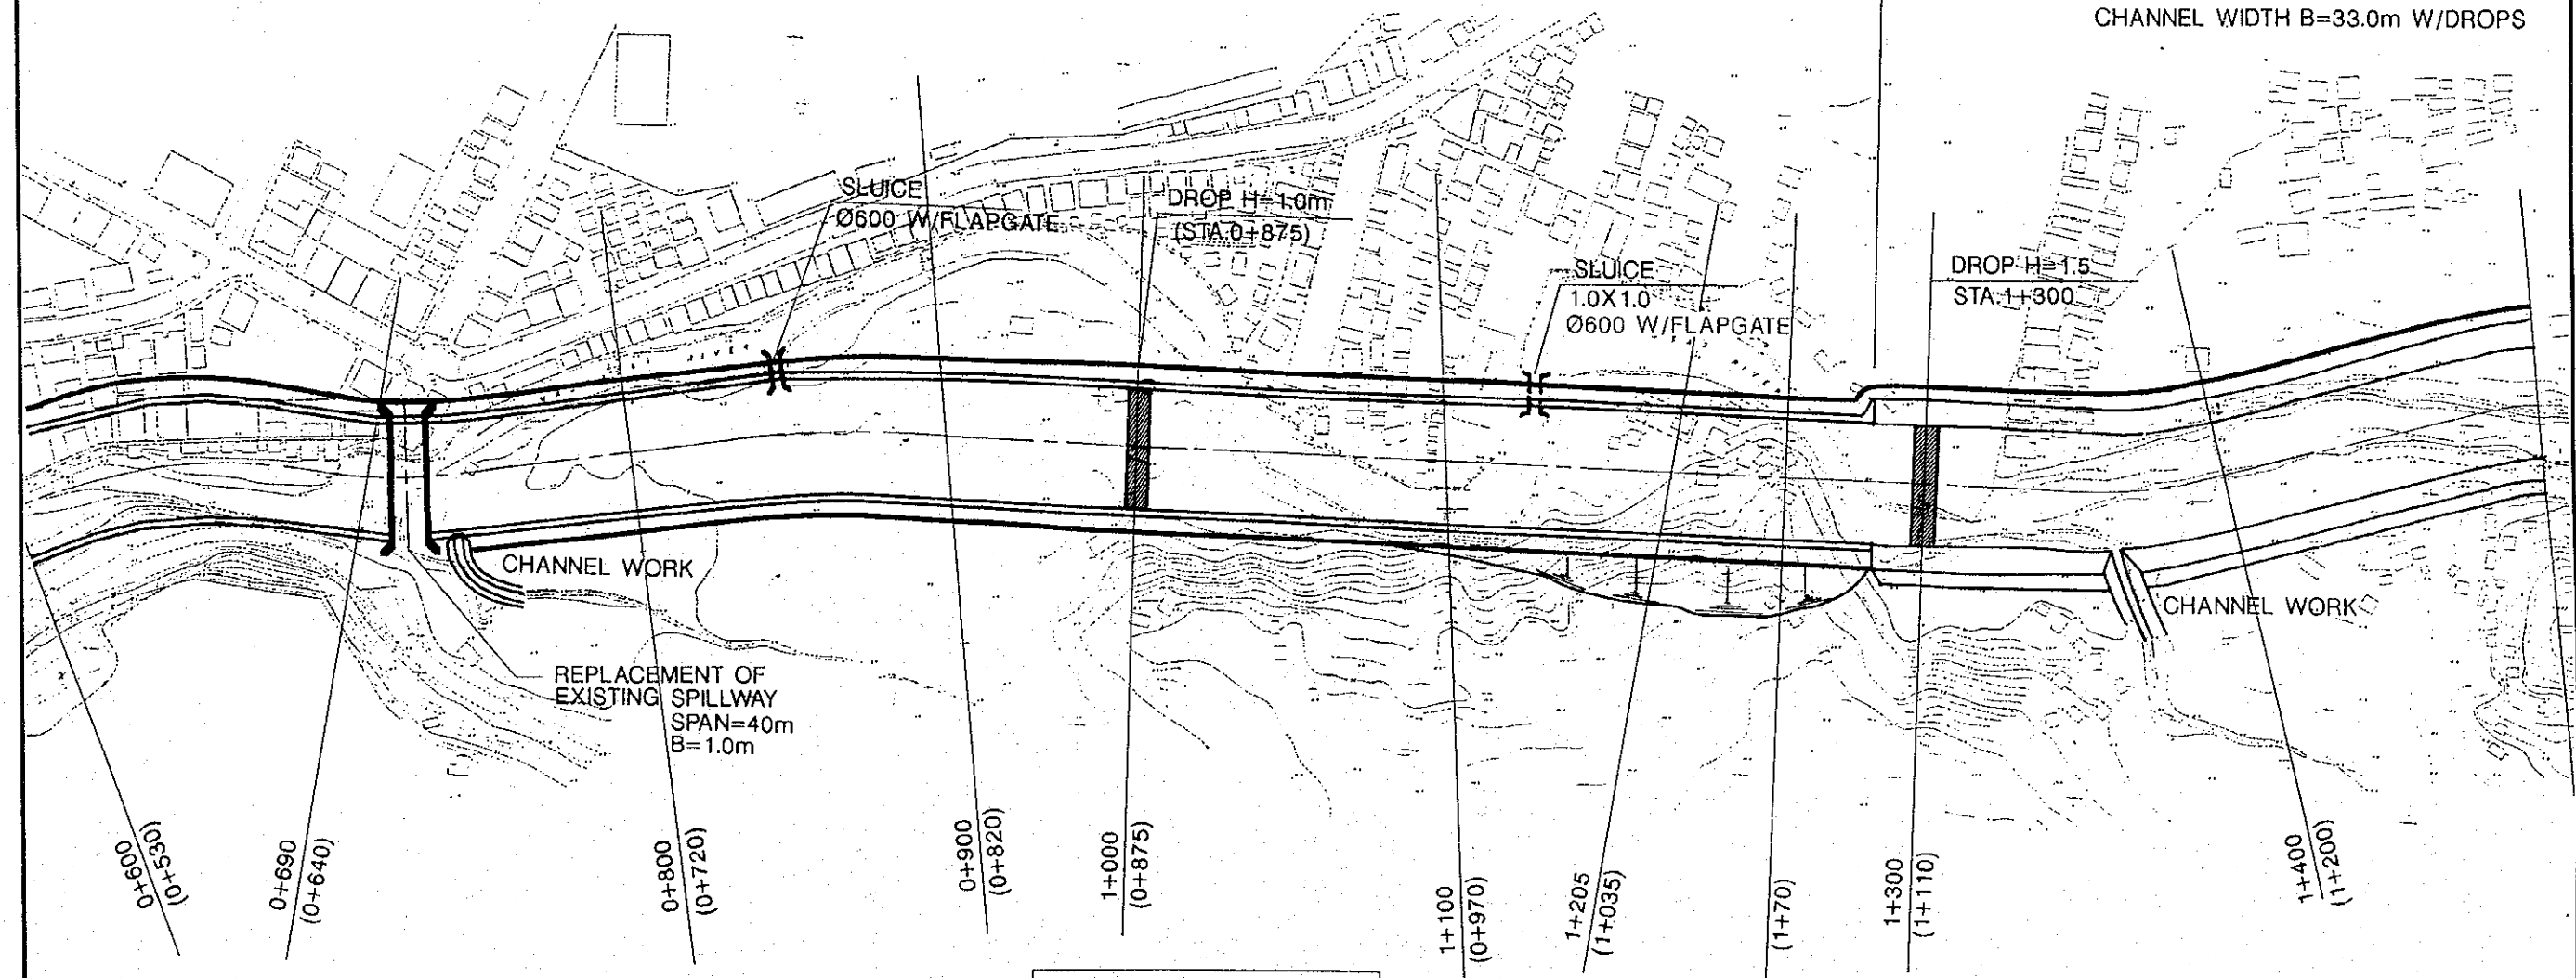 CHANNEL WIDTH B=33.0m W/DROPS
SLUICE
Ø600 W/FLAPGATE
DROP H=1.0m
(STA.0+875)
SLUICE
1.0X1.0
Ø600 W/FLAPGATE
DROP H=1.5
STA.1+300
RIVER
CHANNEL WORK
CHANNEL WORK
REPLACEMENT OF
EXISTING SPILLWAY
SPAN=40m
B=1.0m
0+600
(0+530)
0+690
(0+640)
0+800
(0+720)
0+900
(0+820)
1+000
(0+875)
1+100
(0+970)
1+205
(1+035)
(1+70)
1+300
(1+110)
1+400
(1+200)